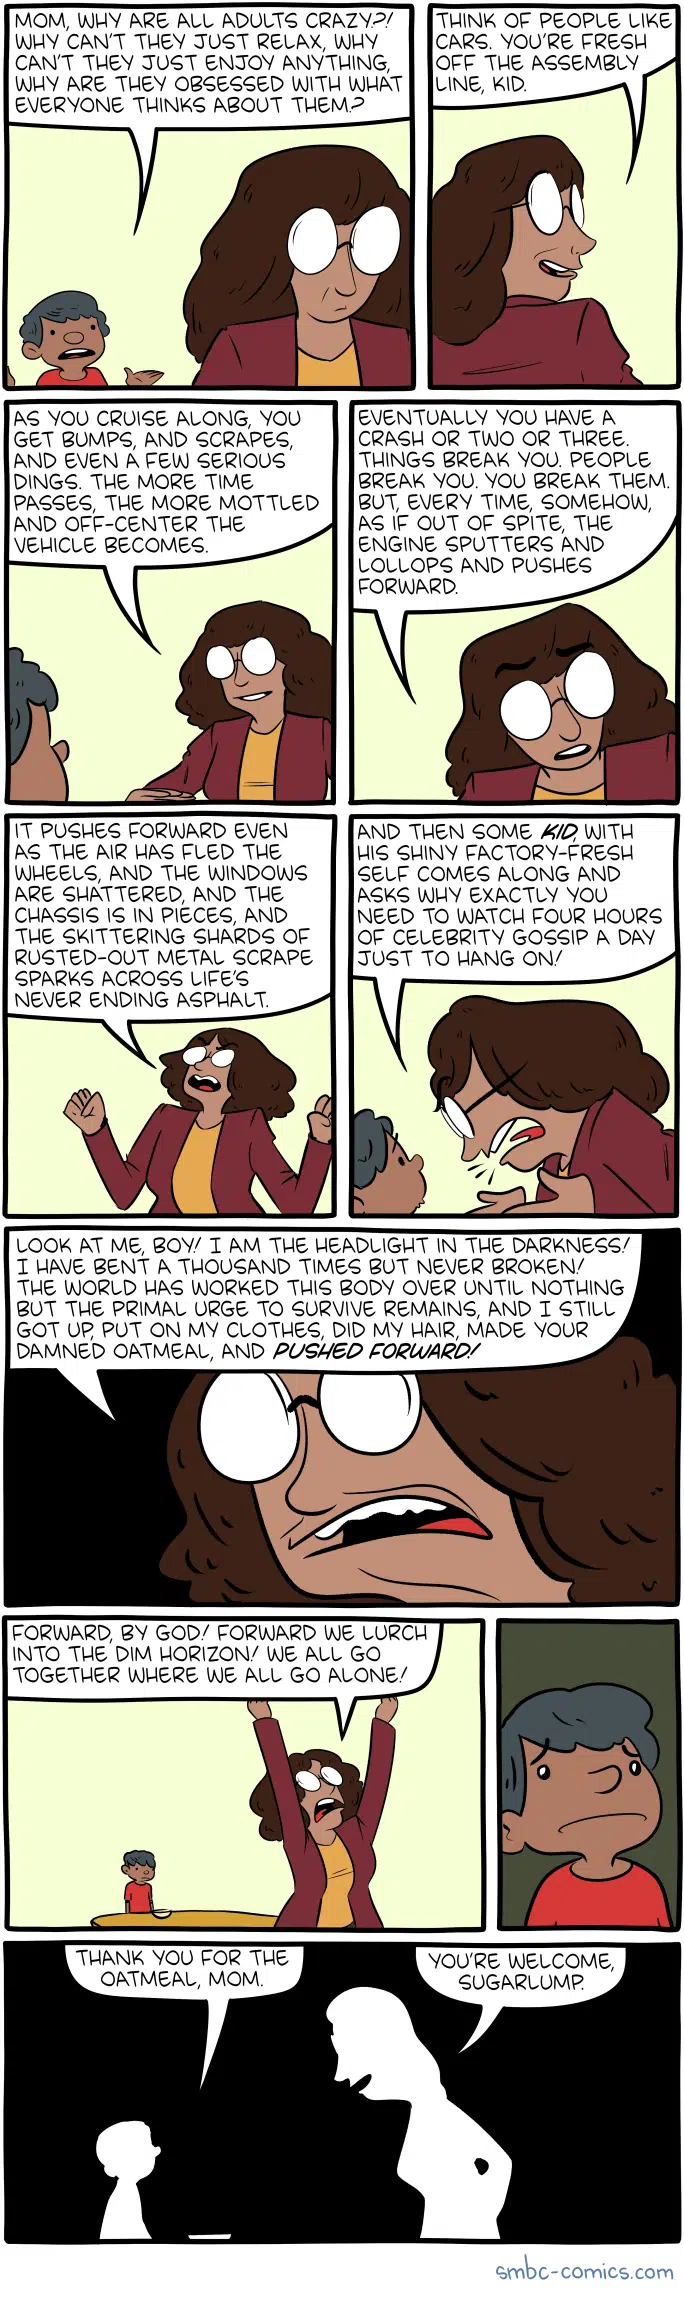 MOM, WHY ARE ALL ADULTS CRAZY?!
WHY CAN'T THEY JUST RELAX, WHY
CAN'T THEY JUST ENJOY ANYTHING,
WHY ARE THEY OBSESSED WITH WHAT
EVERYONE THINKS ABOUT THEM?
THINK OF PEOPLE LIKE
CARS. YOU'RE FRESH
OFF THE ASSEMBLY
LINE, KID.
AS YOU CRUISE ALONG, YOU
GET BUMPS, AND SCRAPES,
AND EVEN A FEW SERIOUS
DINGS. THE MORE TIME
PASSES, THE MORE MOTTLED
AND OFF-CENTER THE
VEHICLE BECOMES.
EVENTUALLY YOU HAVE A
CRASH OR TWO OR THREE.
THINGS BREAK YOU. PEOPLE
BREAK YOU. YOU BREAK THEM.
BUT, EVERY TIME, SOMEHOW,
AS IF OUT OF SPITE, THE
ENGINE SPUTTERS AND
LOLLOPS AND PUSHES
FORWARD.
IT PUSHES FORWARD EVEN
AS THE AIR HAS FLED THE
WHEELS, AND THE WINDOWS
ARE SHATTERED, AND THE
CHASSIS IS IN PIECES, AND
THE SKITTERING SHARDS OF
RUSTED-OUT METAL SCRAPE
SPARKS ACROSS LIFE'S
NEVER ENDING ASPHALT.
AND THEN SOME KID, WITH
HIS SHINY FACTORY-FRESH
SELF COMES ALONG AND
ASKS WHY EXACTLY YOU
NEED TO WATCH FOUR HOURS
OF CELEBRITY GOSSIP A DAY
JUST TO HANG ON!
LOOK AT ME, BOY! I AM THE HEADLIGHT IN THE DARKNESS!
I HAVE BENT A THOUSAND TIMES BUT NEVER BROKEN!
THE WORLD HAS WORKED THIS BODY OVER UNTIL NOTHING
BUT THE PRIMAL URGE TO SURVIVE REMAINS, AND I STILL
GOT UP, PUT ON MY CLOTHES, DID MY HAIR, MADE YOUR
DAMNED OATMEAL, AND PUSHED FORWARD!
FORWARD, BY GOD! FORWARD WE LURCH
INTO THE DIM HORIZON! WE ALL GO
TOGETHER WHERE WE ALL GO ALONE!
THANK YOU FOR THE
OATMEAL, MOM.
YOU'RE WELCOME,
SUGARLUMP.
smbc-comics.com